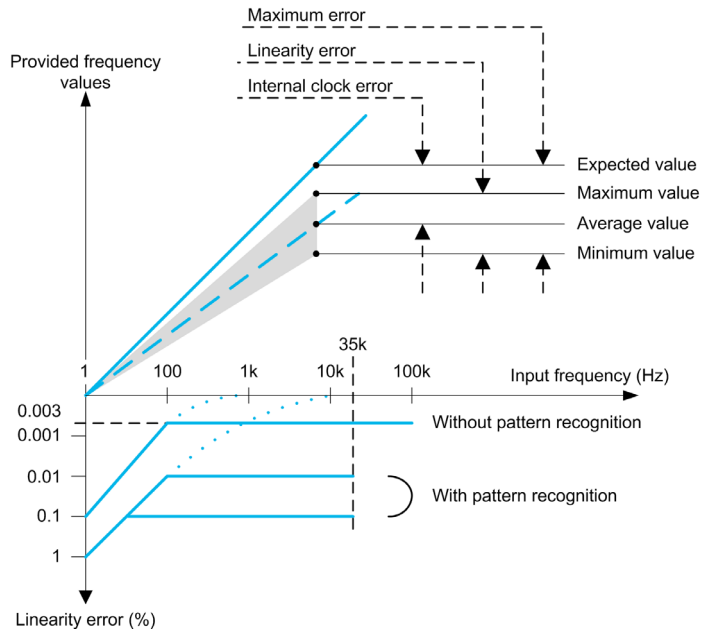 Maximum error
Linearity error
Internal clock error
Provided frequency
values
Expected value
Maximum value
Average value
Minimum value
35k
1
100
1k
10k
100k
Input frequency (Hz)
0.003
0.001
0.01
0.1
1
Without pattern recognition
With pattern recognition
Linearity error (%)